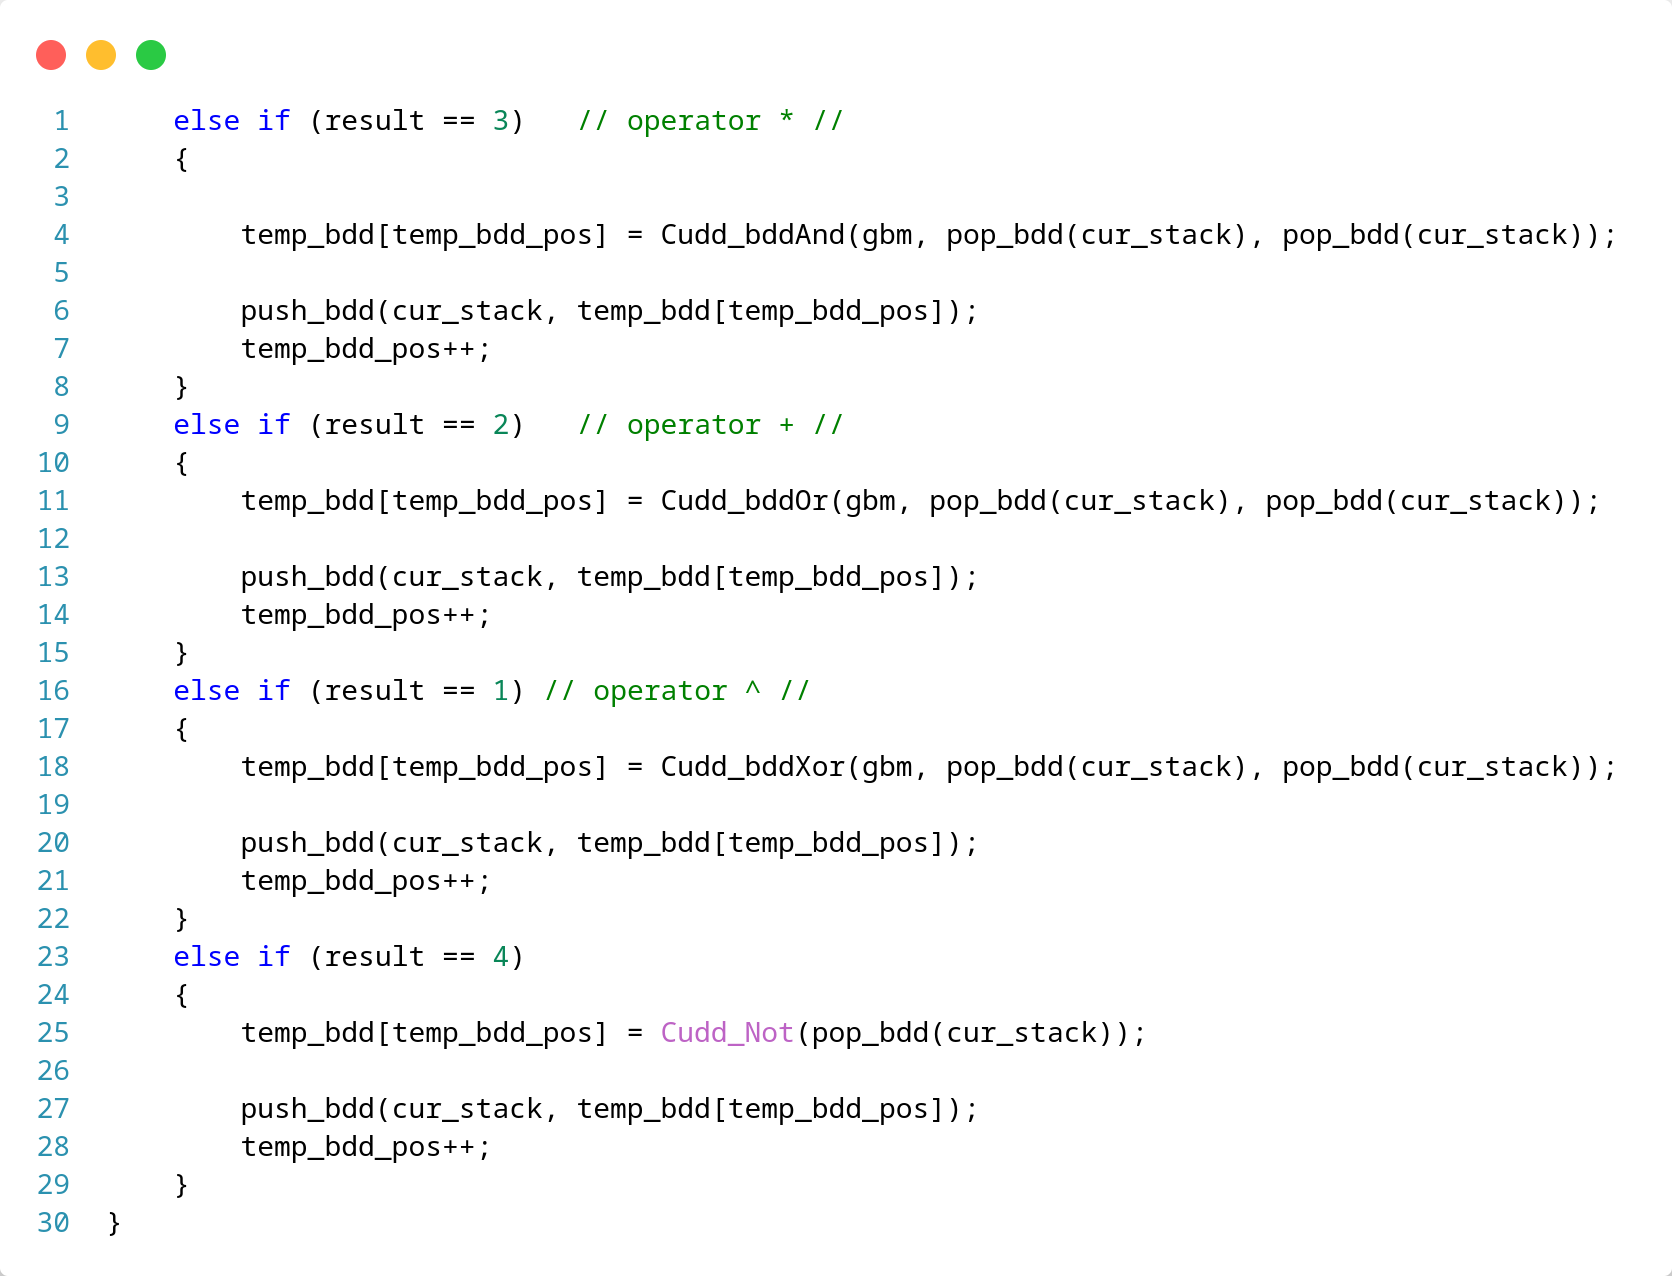 1 else if (result == 3)   // operator * //
2 {
3
4 temp_bdd[temp_bdd_pos] = Cudd_bddAnd(gbm, pop_bdd(cur_stack), pop_bdd(cur_stack));
5
6 push_bdd(cur_stack, temp_bdd[temp_bdd_pos]);
7 temp_bdd_pos++;
8 }
9 else if (result == 2)   // operator + //
10 {
11 temp_bdd[temp_bdd_pos] = Cudd_bddOr(gbm, pop_bdd(cur_stack), pop_bdd(cur_stack));
12
13 push_bdd(cur_stack, temp_bdd[temp_bdd_pos]);
14 temp_bdd_pos++;
15 }
16 else if (result == 1) // operator ^ //
17 {
18 temp_bdd[temp_bdd_pos] = Cudd_bddXor(gbm, pop_bdd(cur_stack), pop_bdd(cur_stack));
19
20 push_bdd(cur_stack, temp_bdd[temp_bdd_pos]);
21 temp_bdd_pos++;
22 }
23 else if (result == 4)
24 {
25 temp_bdd[temp_bdd_pos] = Cudd_Not(pop_bdd(cur_stack));
26
27 push_bdd(cur_stack, temp_bdd[temp_bdd_pos]);
28 temp_bdd_pos++;
29 }
30 }